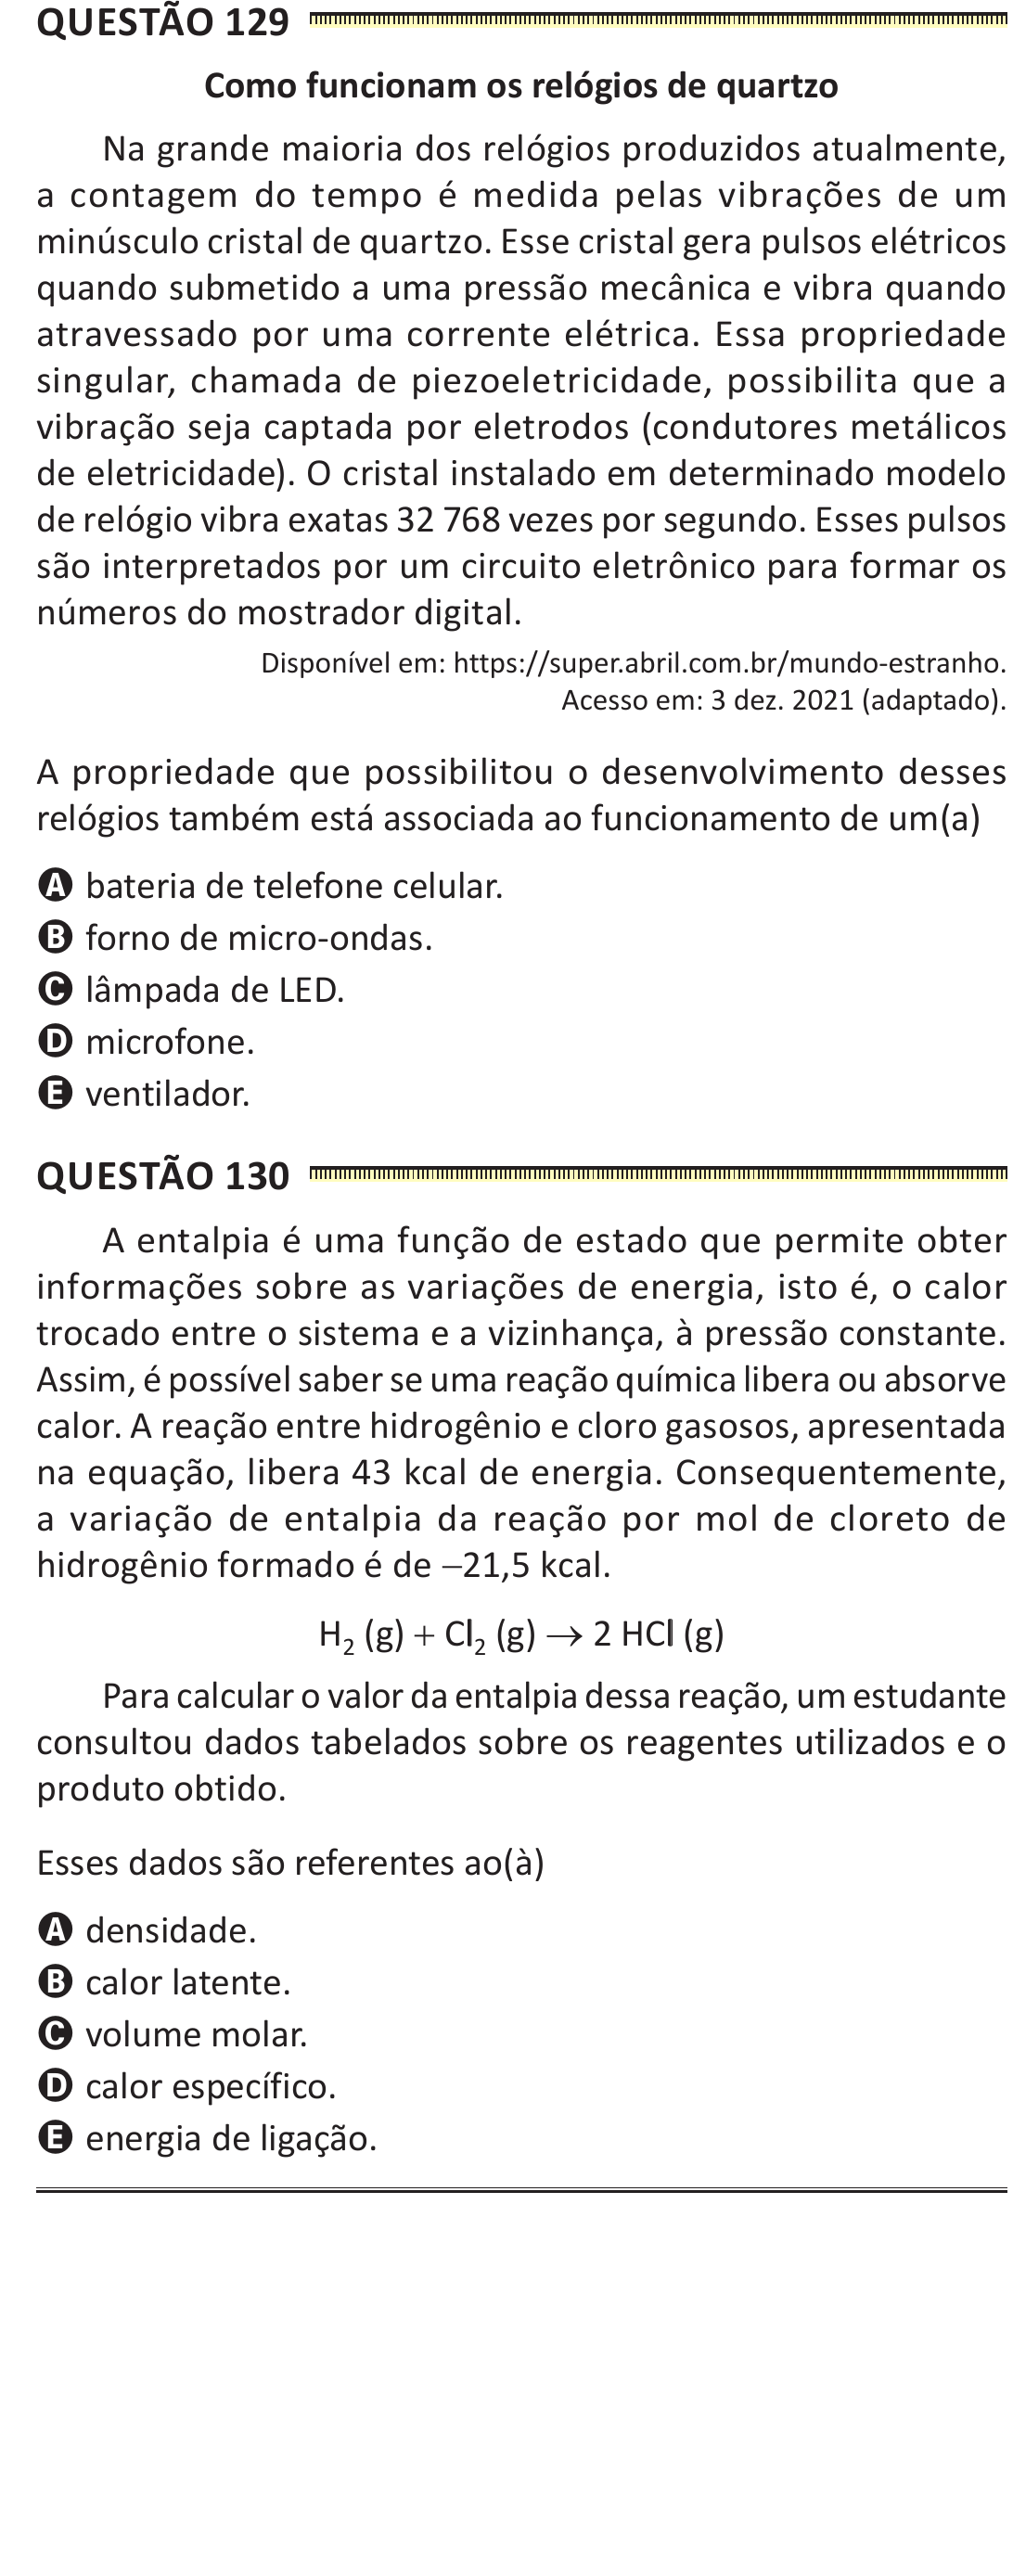 QUESTÃO 129
Como funcionam os relógios de quartzo
Na grande maioria dos relógios produzidos atualmente,
a contagem do tempo é medida pelas vibrações de um
minúsculo cristal de quartzo. Esse cristal gera pulsos elétricos
quando submetido a uma pressão mecânica e vibra quando
atravessado por uma corrente elétrica. Essa propriedade
singular, chamada de piezoeletricidade, possibilita que a
vibração seja captada por eletrodos (condutores metálicos
de eletricidade). O cristal instalado em determinado modelo
de relógio vibra exatas 32 768 vezes por segundo. Esses pulsos
são interpretados por um circuito eletrônico para formar os
números do mostrador digital.
Disponível em: https://super.abril.com.br/mundo-estranho.
Acesso em: 3 dez. 2021 (adaptado).
A propriedade que possibilitou o desenvolvimento desses
relógios também está associada ao funcionamento de um(a)
A bateria de telefone celular.
B forno de micro-ondas.
C lâmpada de LED.
D microfone.
E ventilador.
QUESTÃO 130
A entalpia é uma função de estado que permite obter
informações sobre as variações de energia, isto é, o calor
trocado entre o sistema e a vizinhança, à pressão constante.
Assim, é possível saber se uma reação química libera ou absorve
calor. A reação entre hidrogênio e cloro gasosos, apresentada
na equação, libera 43 kcal de energia. Consequentemente,
a variação de entalpia da reação por mol de cloreto de
hidrogênio formado é de −21,5 kcal.
H₂ (g) + Cl₂ (g) → 2 HCl (g)
Para calcular o valor da entalpia dessa reação, um estudante
consultou dados tabelados sobre os reagentes utilizados e o
produto obtido.
Esses dados são referentes ao(à)
A densidade.
B calor latente.
C volume molar.
D calor específico.
E energia de ligação.